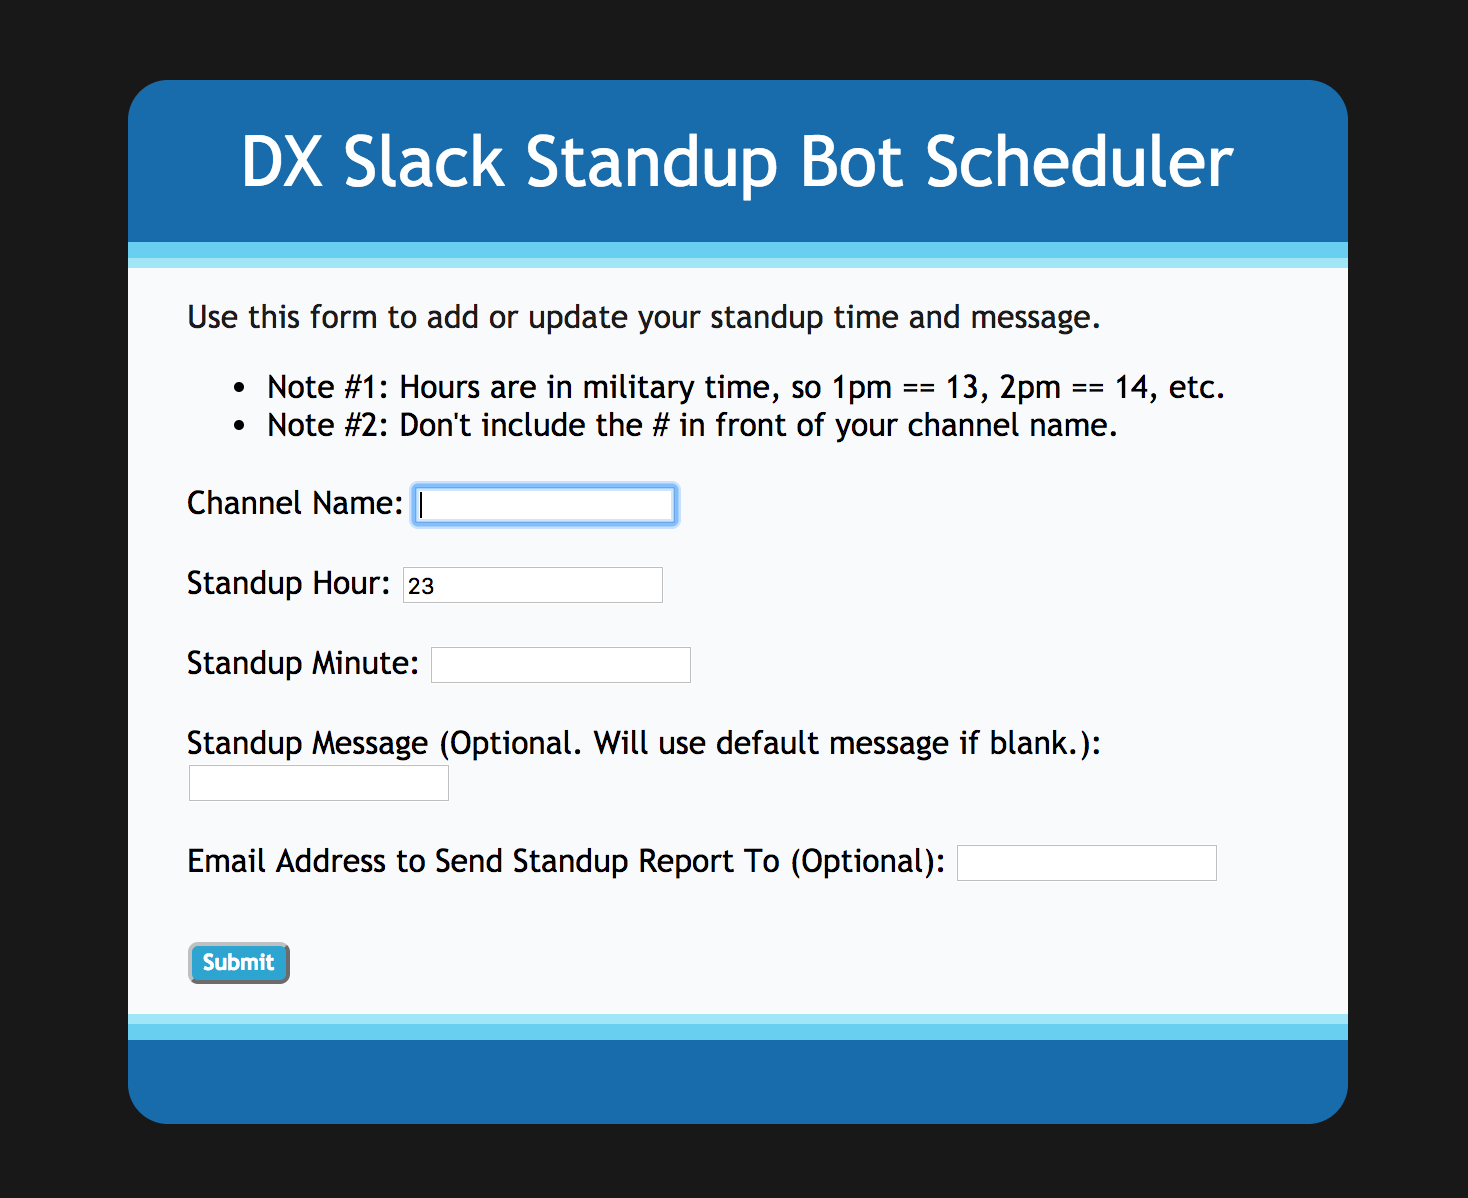 DX Slack Standup Bot Scheduler
Use this form to add or update your standup time and message.
• Note #1: Hours are in military time, so 1pm == 13, 2pm == 14, etc.
• Note #2: Don't include the # in front of your channel name.
Channel Name:
Standup Hour: 23
Standup Minute:
Standup Message (Optional. Will use default message if blank.):
Email Address to Send Standup Report To (Optional):
Submit